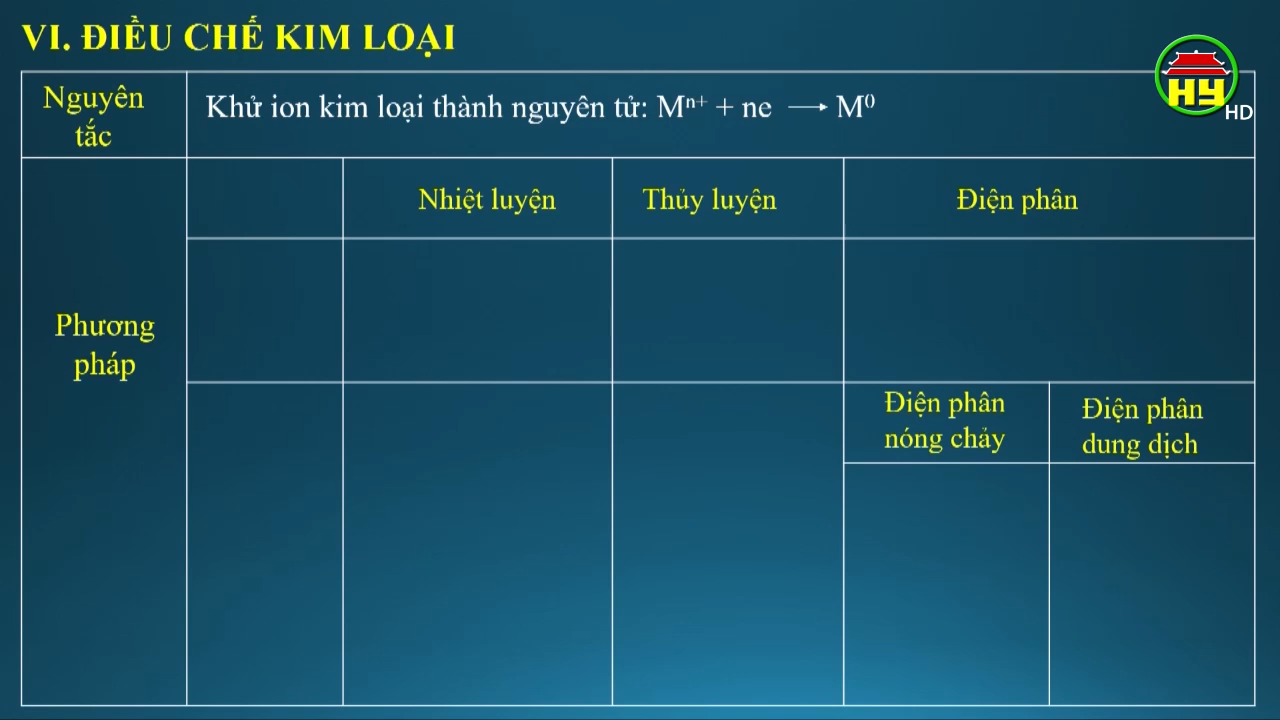 VI. ĐIỀU CHẾ KIM LOẠI
HY
HD
Nguyên
tắc
Khử ion kim loại thành nguyên tử: Mⁿ⁺ + ne ⟶ M⁰
Nhiệt luyện
Thủy luyện
Điện phân
Phương
pháp
Điện phân
nóng chảy
Điện phân
dung dịch